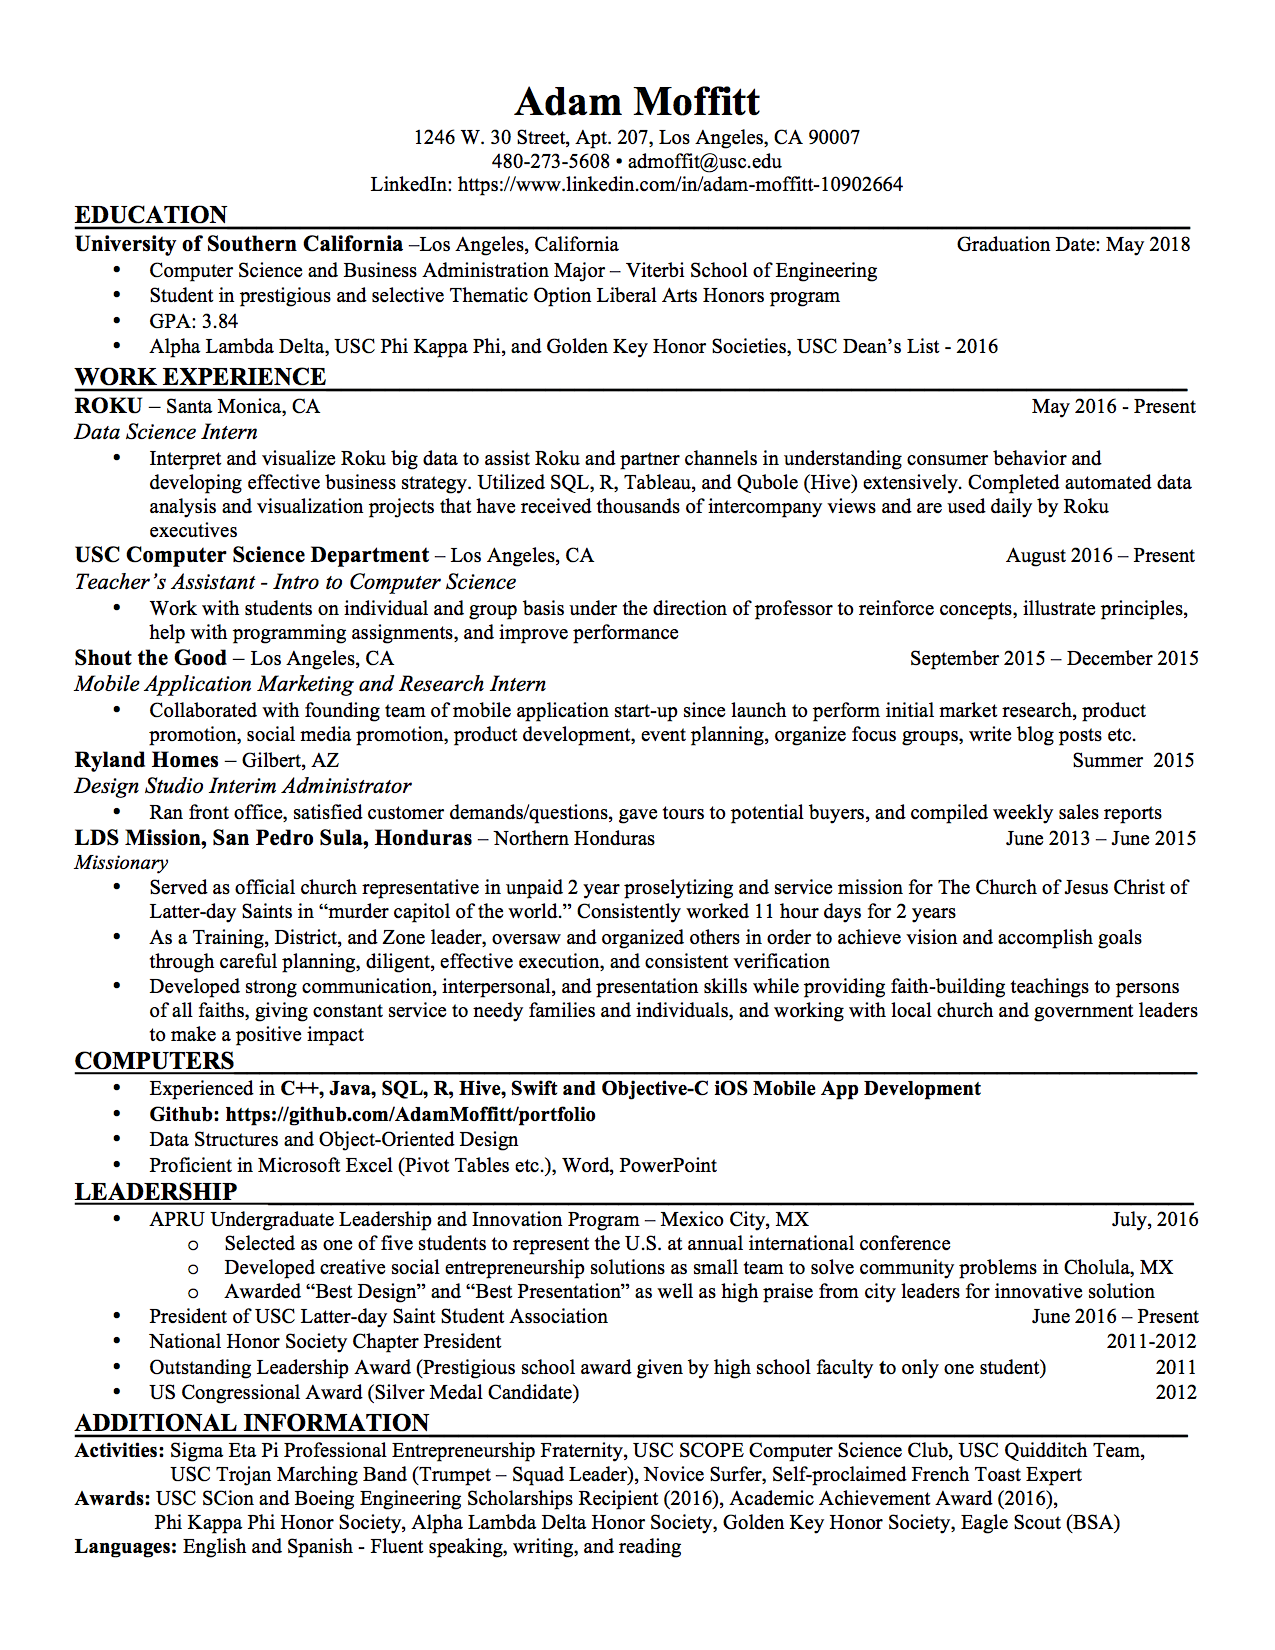 Adam Moffitt
1246 W. 30 Street, Apt. 207, Los Angeles, CA 90007
480-273-5608 • admoffit@usc.edu
LinkedIn: https://www.linkedin.com/in/adam-moffitt-10902664
EDUCATION
University of Southern California –Los Angeles, California Graduation Date: May 2018
• Computer Science and Business Administration Major – Viterbi School of Engineering
• Student in prestigious and selective Thematic Option Liberal Arts Honors program
• GPA: 3.84
• Alpha Lambda Delta, USC Phi Kappa Phi, and Golden Key Honor Societies, USC Dean’s List - 2016
WORK EXPERIENCE
ROKU – Santa Monica, CA May 2016 - Present
Data Science Intern
• Interpret and visualize Roku big data to assist Roku and partner channels in understanding consumer behavior and
developing effective business strategy. Utilized SQL, R, Tableau, and Qubole (Hive) extensively. Completed automated data
analysis and visualization projects that have received thousands of intercompany views and are used daily by Roku
executives
USC Computer Science Department – Los Angeles, CA August 2016 – Present
Teacher’s Assistant - Intro to Computer Science
• Work with students on individual and group basis under the direction of professor to reinforce concepts, illustrate principles,
help with programming assignments, and improve performance
Shout the Good – Los Angeles, CA September 2015 – December 2015
Mobile Application Marketing and Research Intern
• Collaborated with founding team of mobile application start-up since launch to perform initial market research, product
promotion, social media promotion, product development, event planning, organize focus groups, write blog posts etc.
Ryland Homes – Gilbert, AZ Summer 2015
Design Studio Interim Administrator
• Ran front office, satisfied customer demands/questions, gave tours to potential buyers, and compiled weekly sales reports
LDS Mission, San Pedro Sula, Honduras – Northern Honduras June 2013 – June 2015
Missionary
• Served as official church representative in unpaid 2 year proselytizing and service mission for The Church of Jesus Christ of
Latter-day Saints in “murder capitol of the world.” Consistently worked 11 hour days for 2 years
• As a Training, District, and Zone leader, oversaw and organized others in order to achieve vision and accomplish goals
through careful planning, diligent, effective execution, and consistent verification
• Developed strong communication, interpersonal, and presentation skills while providing faith-building teachings to persons
of all faiths, giving constant service to needy families and individuals, and working with local church and government leaders
to make a positive impact
COMPUTERS
• Experienced in C++, Java, SQL, R, Hive, Swift and Objective-C iOS Mobile App Development
• Github: https://github.com/AdamMoffitt/portfolio
• Data Structures and Object-Oriented Design
• Proficient in Microsoft Excel (Pivot Tables etc.), Word, PowerPoint
LEADERSHIP
• APRU Undergraduate Leadership and Innovation Program – Mexico City, MX July, 2016
o Selected as one of five students to represent the U.S. at annual international conference
o Developed creative social entrepreneurship solutions as small team to solve community problems in Cholula, MX
o Awarded “Best Design” and “Best Presentation” as well as high praise from city leaders for innovative solution
• President of USC Latter-day Saint Student Association June 2016 – Present
• National Honor Society Chapter President 2011-2012
• Outstanding Leadership Award (Prestigious school award given by high school faculty to only one student) 2011
• US Congressional Award (Silver Medal Candidate) 2012
ADDITIONAL INFORMATION
Activities: Sigma Eta Pi Professional Entrepreneurship Fraternity, USC SCOPE Computer Science Club, USC Quidditch Team,
USC Trojan Marching Band (Trumpet – Squad Leader), Novice Surfer, Self-proclaimed French Toast Expert
Awards: USC SCion and Boeing Engineering Scholarships Recipient (2016), Academic Achievement Award (2016),
Phi Kappa Phi Honor Society, Alpha Lambda Delta Honor Society, Golden Key Honor Society, Eagle Scout (BSA)
Languages: English and Spanish - Fluent speaking, writing, and reading